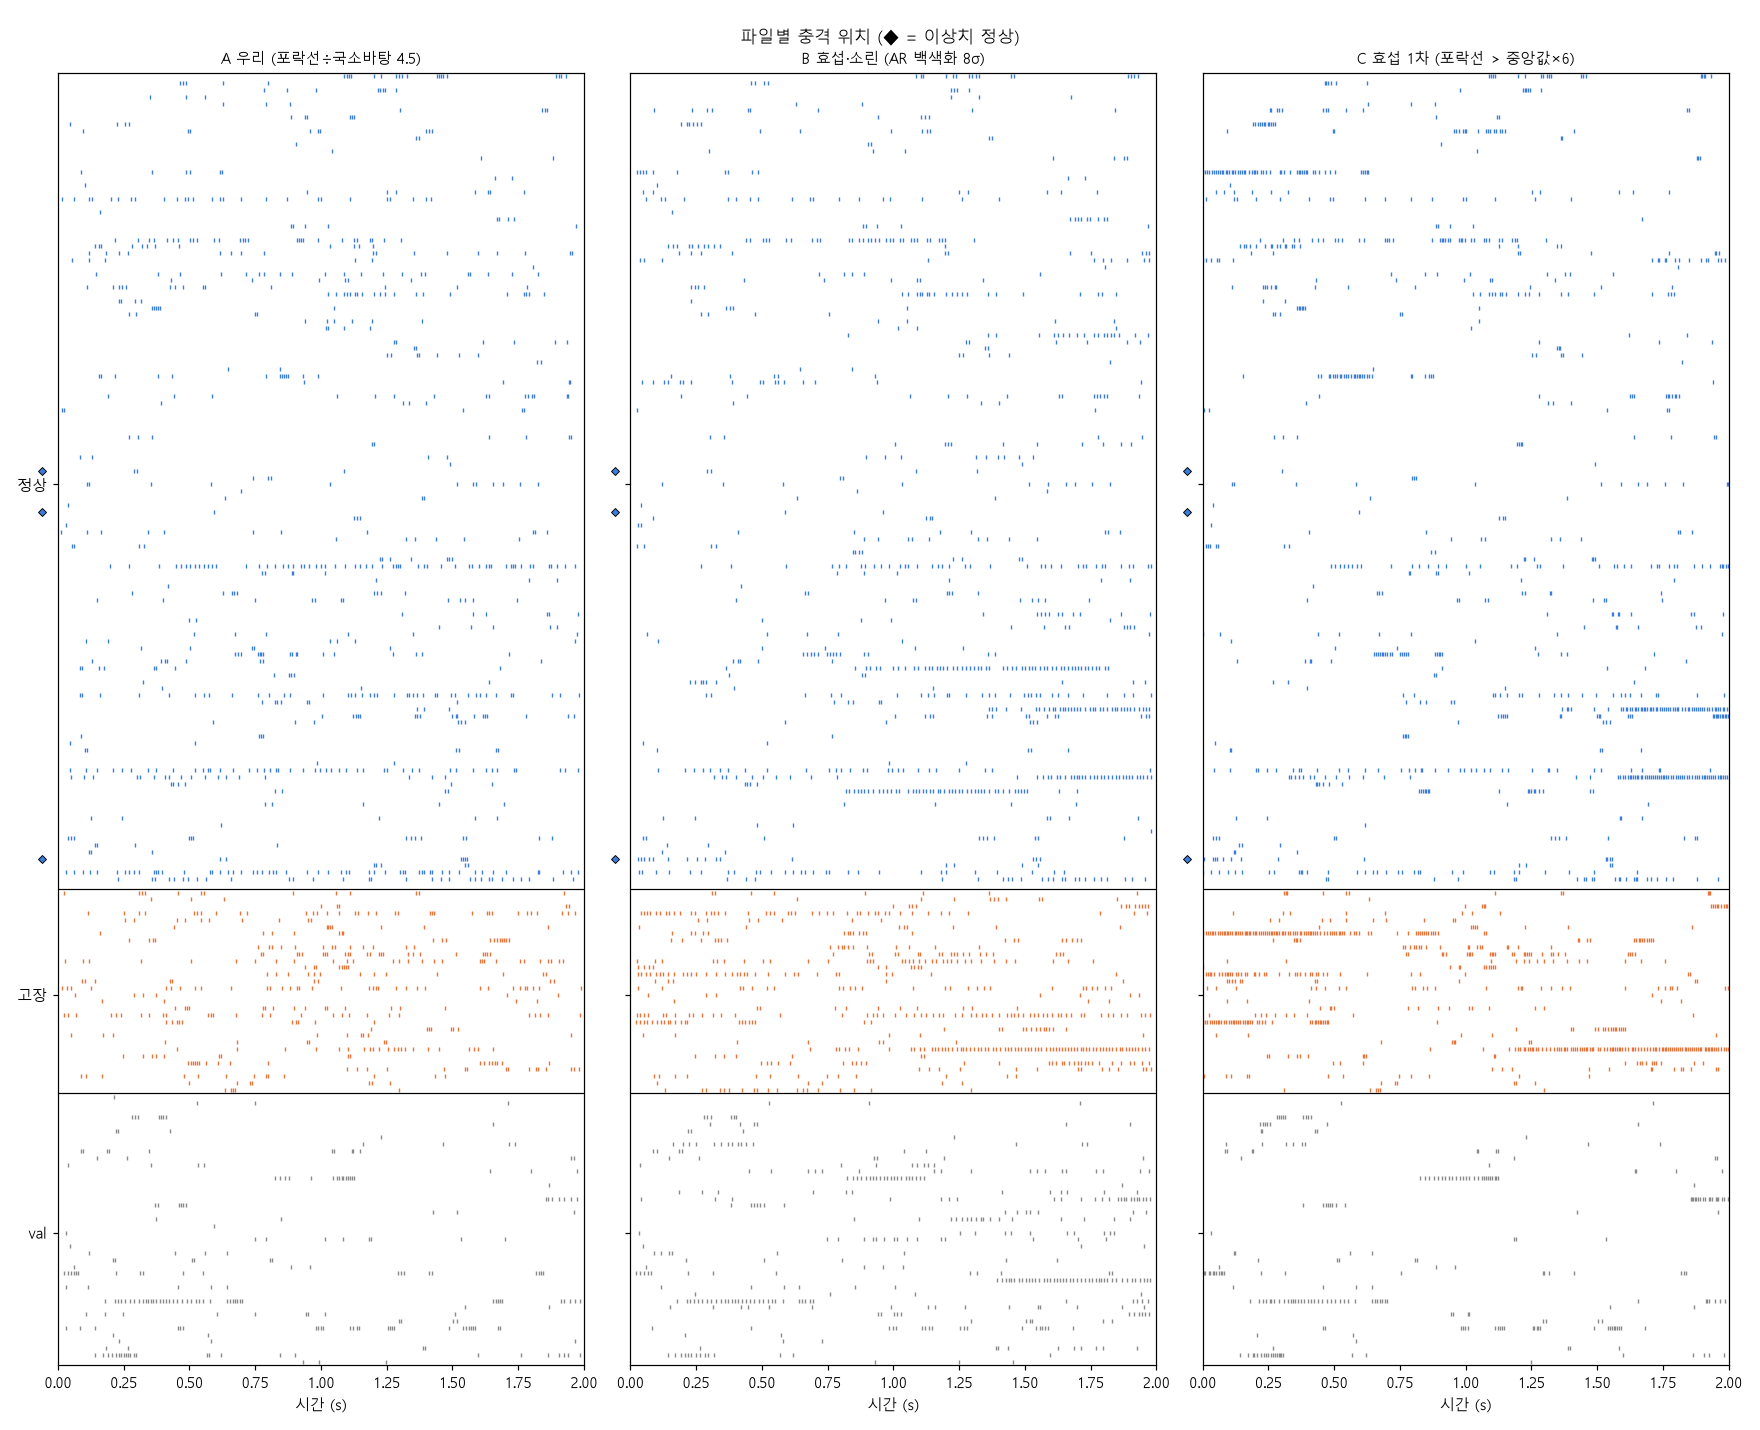 파일별 충격 위치 (◆ = 이상치 정상)
A 우리 (포락선÷국소바탕 4.5)
B 효섭·소린 (AR 백색화 8σ)
C 효섭 1차 (포락선 > 중앙값×6)
정상
고장
val
0.00 0.25 0.50 0.75 1.00 1.25 1.50 1.75 2.00
0.00 0.25 0.50 0.75 1.00 1.25 1.50 1.75 2.00
0.00 0.25 0.50 0.75 1.00 1.25 1.50 1.75 2.00
시간 (s)
시간 (s)
시간 (s)